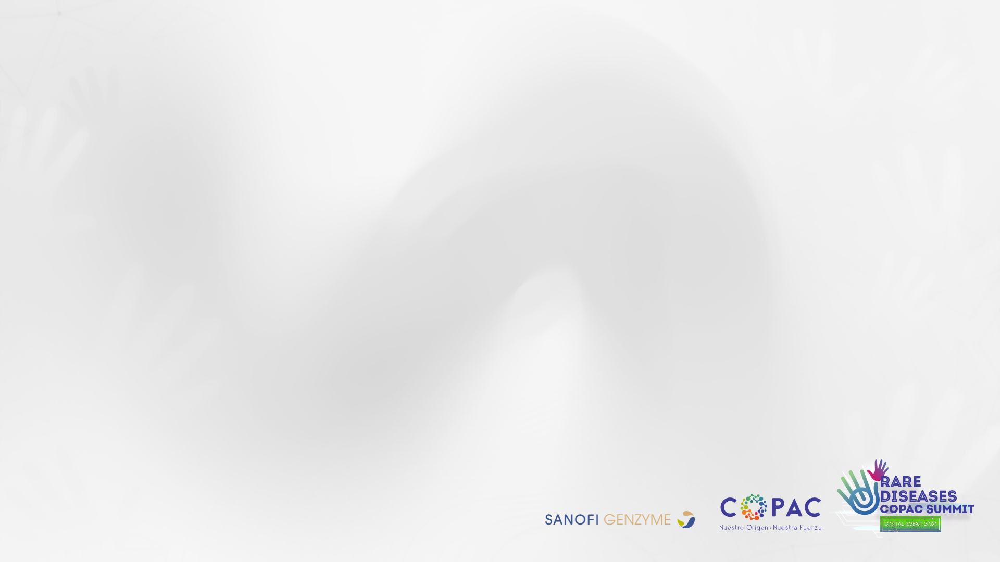 SANOFI GENZYME
COPAC
Nuestro Origen • Nuestra Fuerza
RARE
DISEASES
COPAC SUMMIT
DIGITAL EVENT 2021